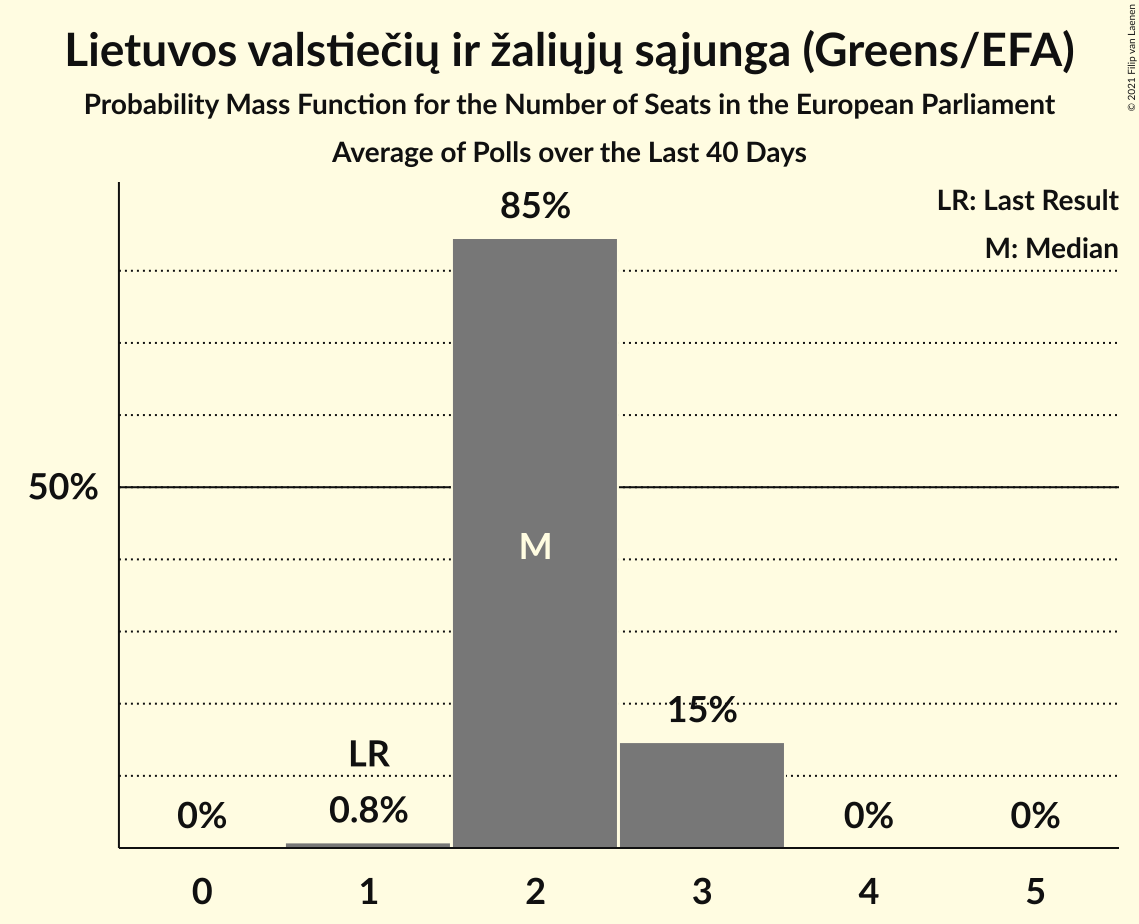 Lietuvos valstiečių ir žaliųjų sąjunga (Greens/EFA)
Probability Mass Function for the Number of Seats in the European Parliament
Average of Polls over the Last 40 Days
© 2021 Filip van Laenen
LR: Last Result
M: Median
85%
50%
M
15%
LR
0%
0.8%
0%
0%
0
1
2
3
4
5